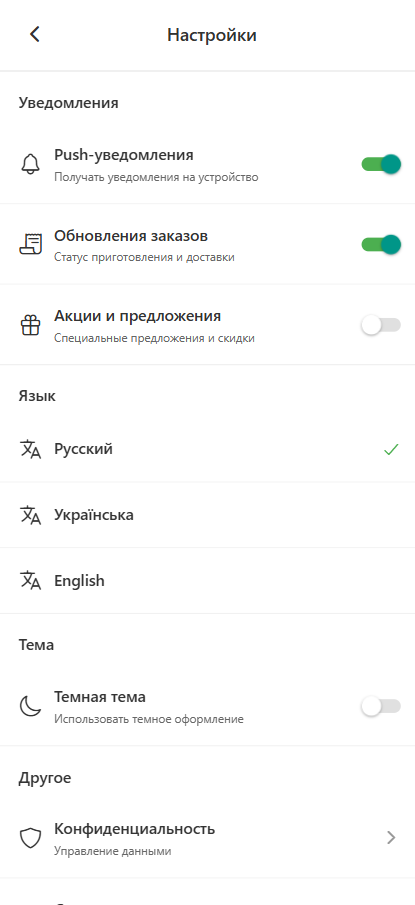 Настройки
Уведомления
Push-уведомления
Получать уведомления на устройство
Обновления заказов
Статус приготовления и доставки
Акции и предложения
Специальные предложения и скидки
Язык
Русский
Українська
English
Тема
Темная тема
Использовать темное оформление
Другое
Конфиденциальность
Управление данными